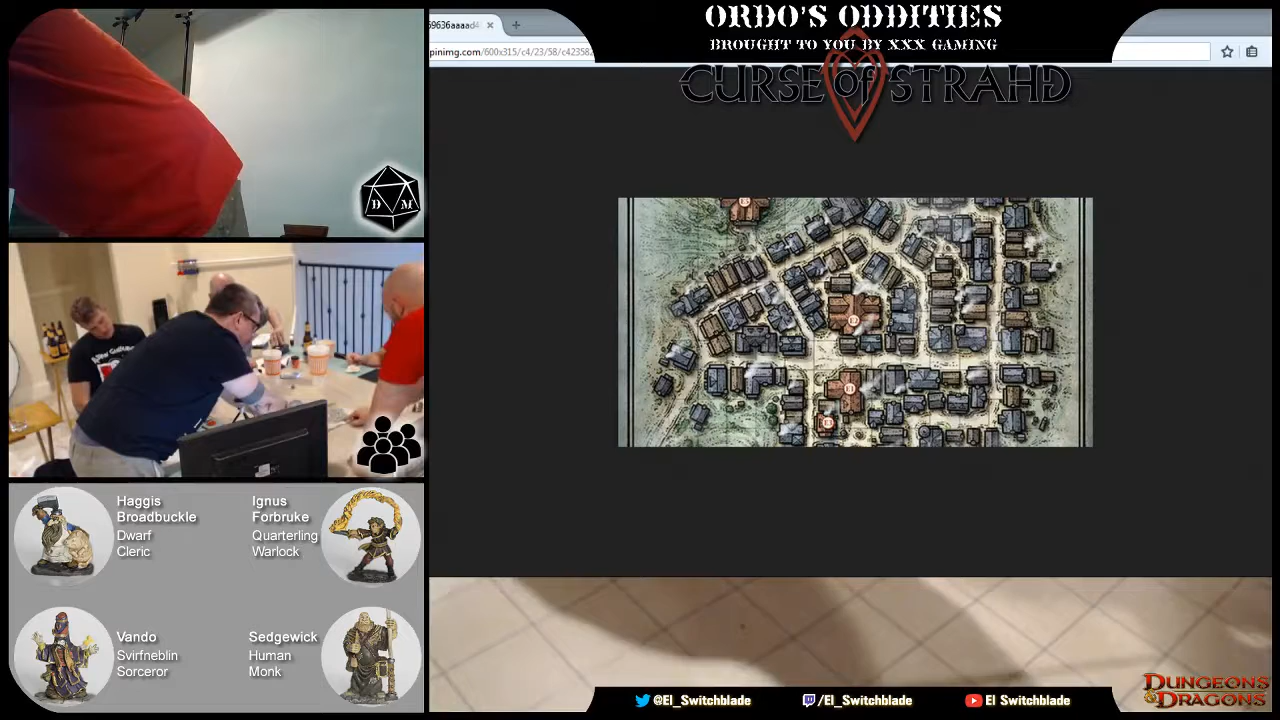 ORDO'S ODDITIES
BROUGHT TO YOU BY XXX GAMING
CURSE of STRAHD
pinimg.com/600x315/c4/23/58/c42358
D M
Haggis
Broadbuckle
Dwarf
Cleric
Ignus
Forbruke
Quarterling
Warlock
Vando
Svirfneblin
Sorceror
Sedgewick
Human
Monk
@El_Switchblade
/El_Switchblade
El Switchblade
DUNGEONS
& DRAGONS